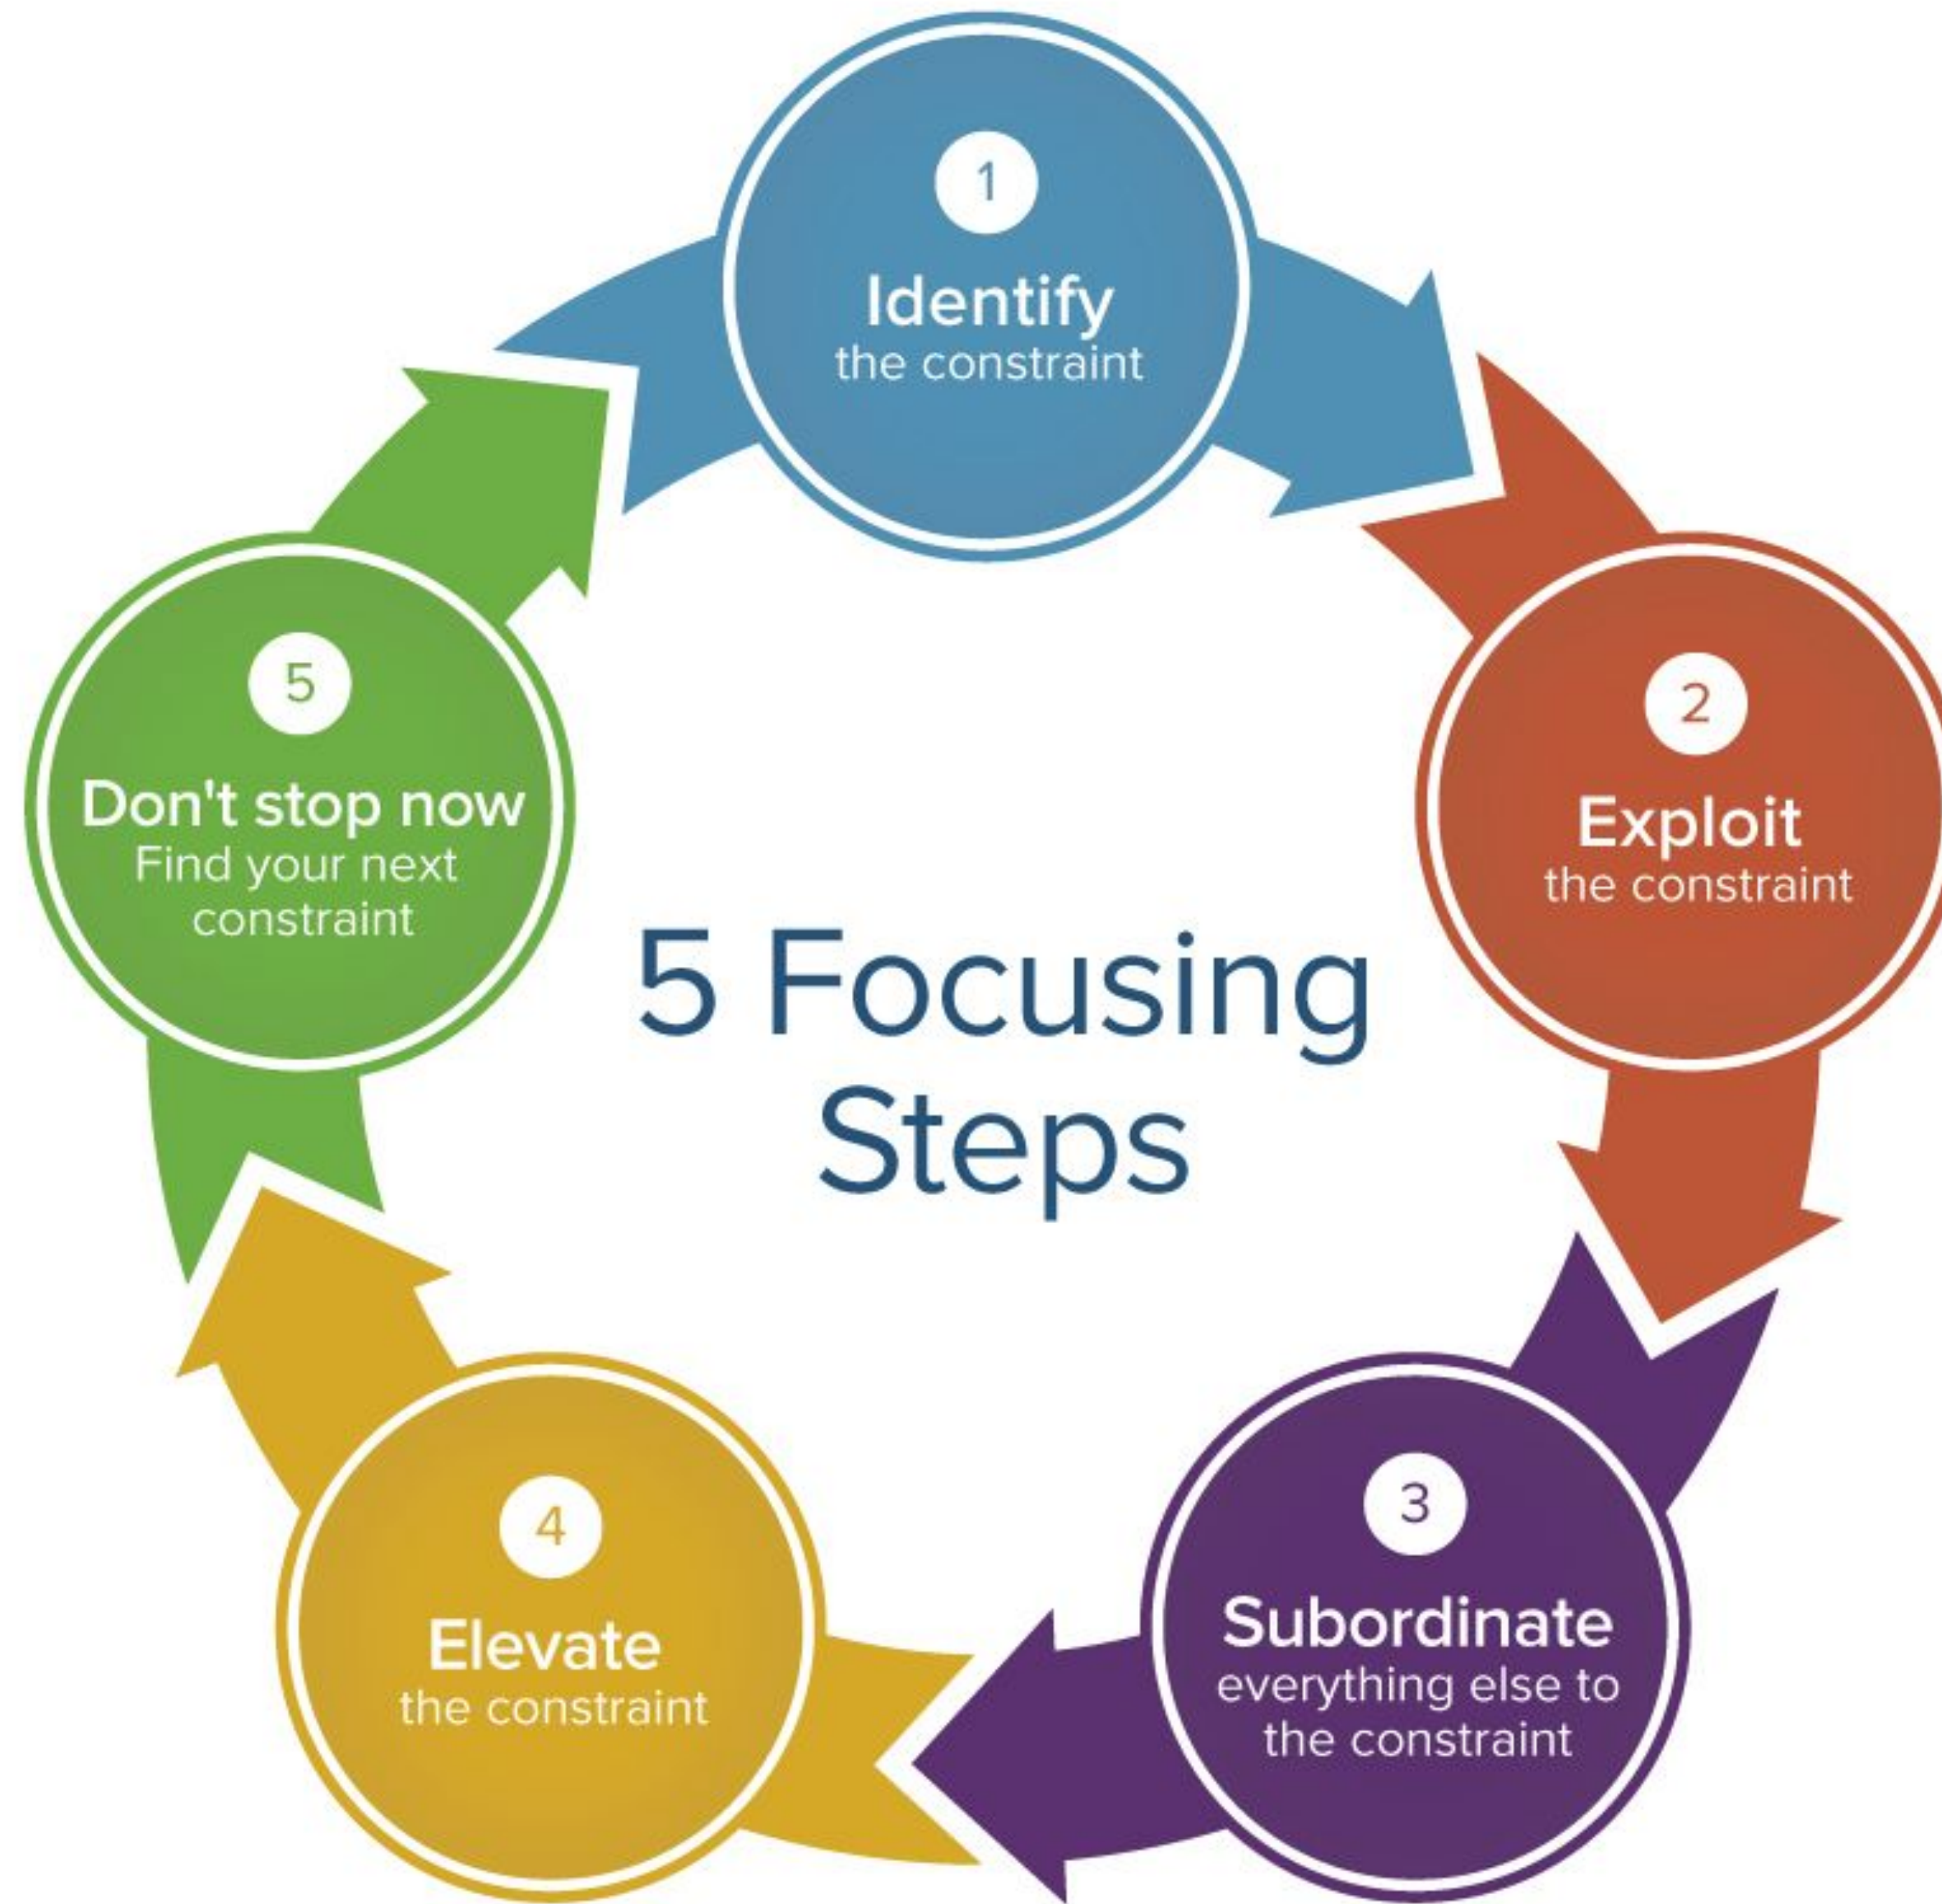 1
Identify
the constraint
2
Exploit
the constraint
3
Subordinate
everything else to
the constraint
4
Elevate
the constraint
5
Don't stop now
Find your next
constraint
5 Focusing
Steps